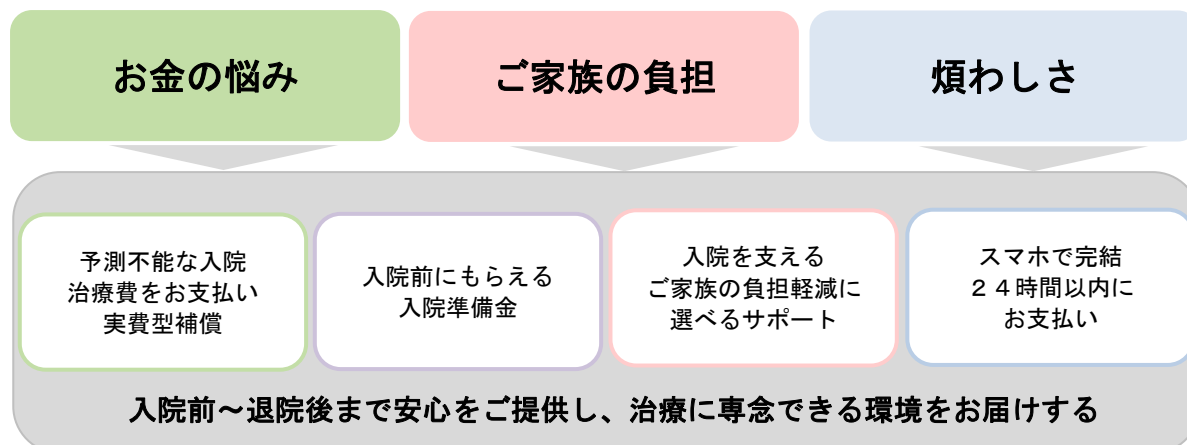 お金の悩み
ご家族の負担
煩わしさ
予測不能な入院
治療費をお支払い
実費型補償
入院前にもらえる
入院準備金
入院を支える
ご家族の負担軽減に
選べるサポート
スマホで完結
２４時間以内に
お支払い
入院前～退院後まで安心をご提供し、治療に専念できる環境をお届けする